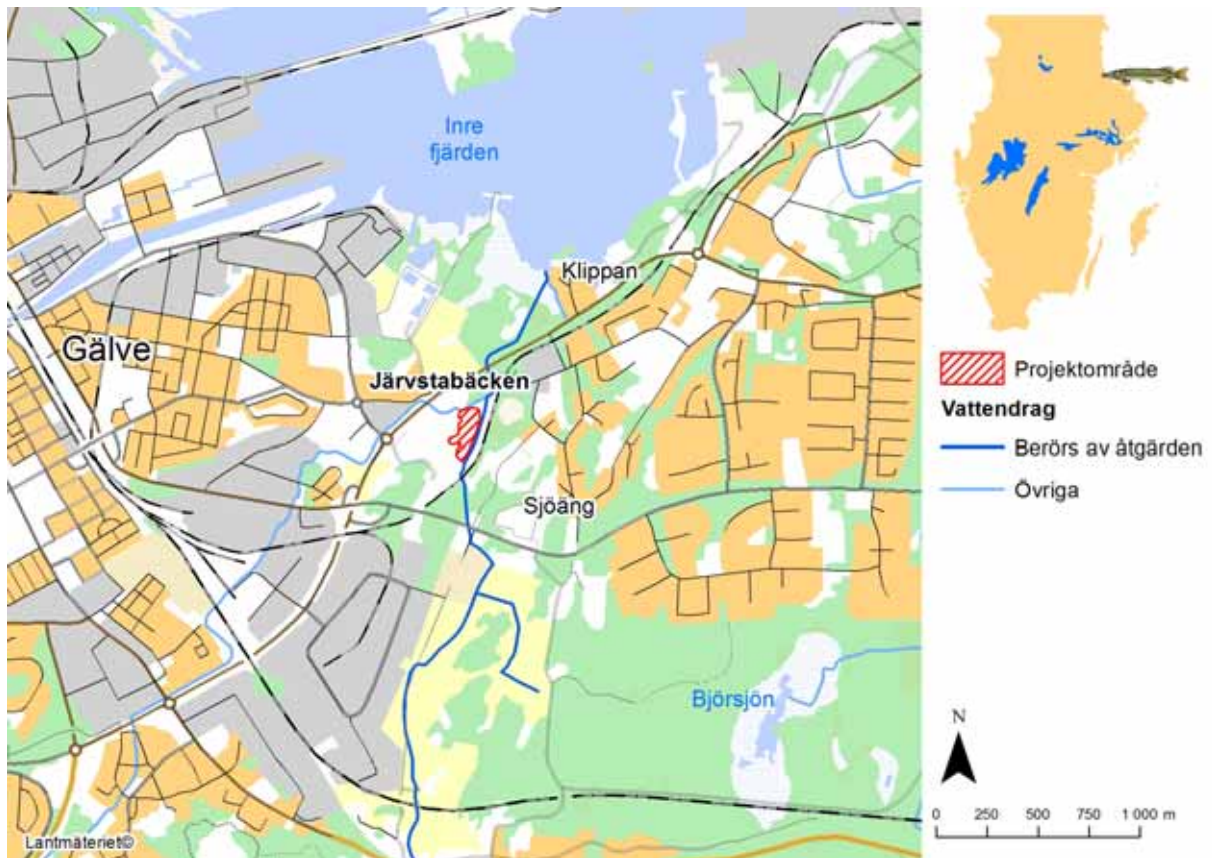 Inre
fjärden
Klippan
Gälve
Järvstabäcken
Sjöäng
Björsjön
Lantmäteriet©
Projektområde
Vattendrag
Berörs av åtgärden
Övriga
N
0 250 500 1 000 m